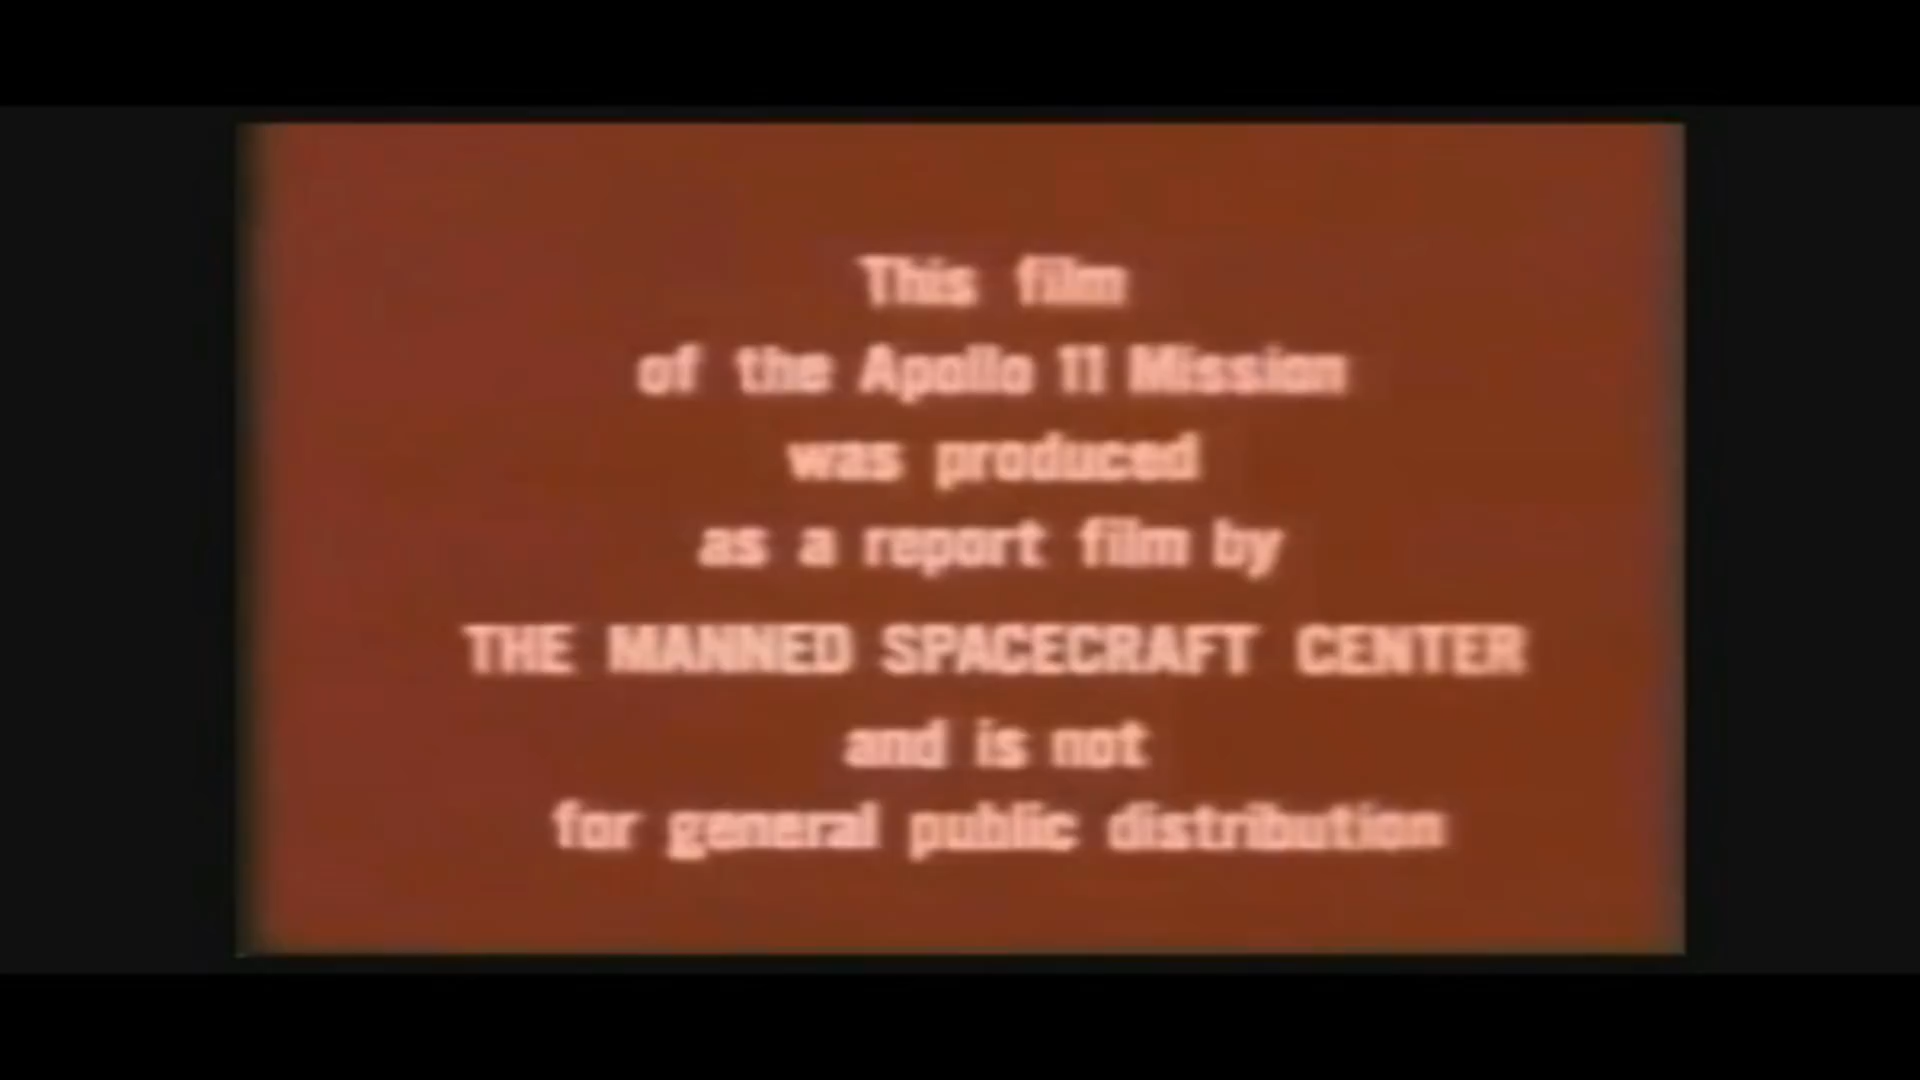 This film
of the Apollo 11 Mission
was produced
as a report film by
THE MANNED SPACECRAFT CENTER
and is not
for general public distribution